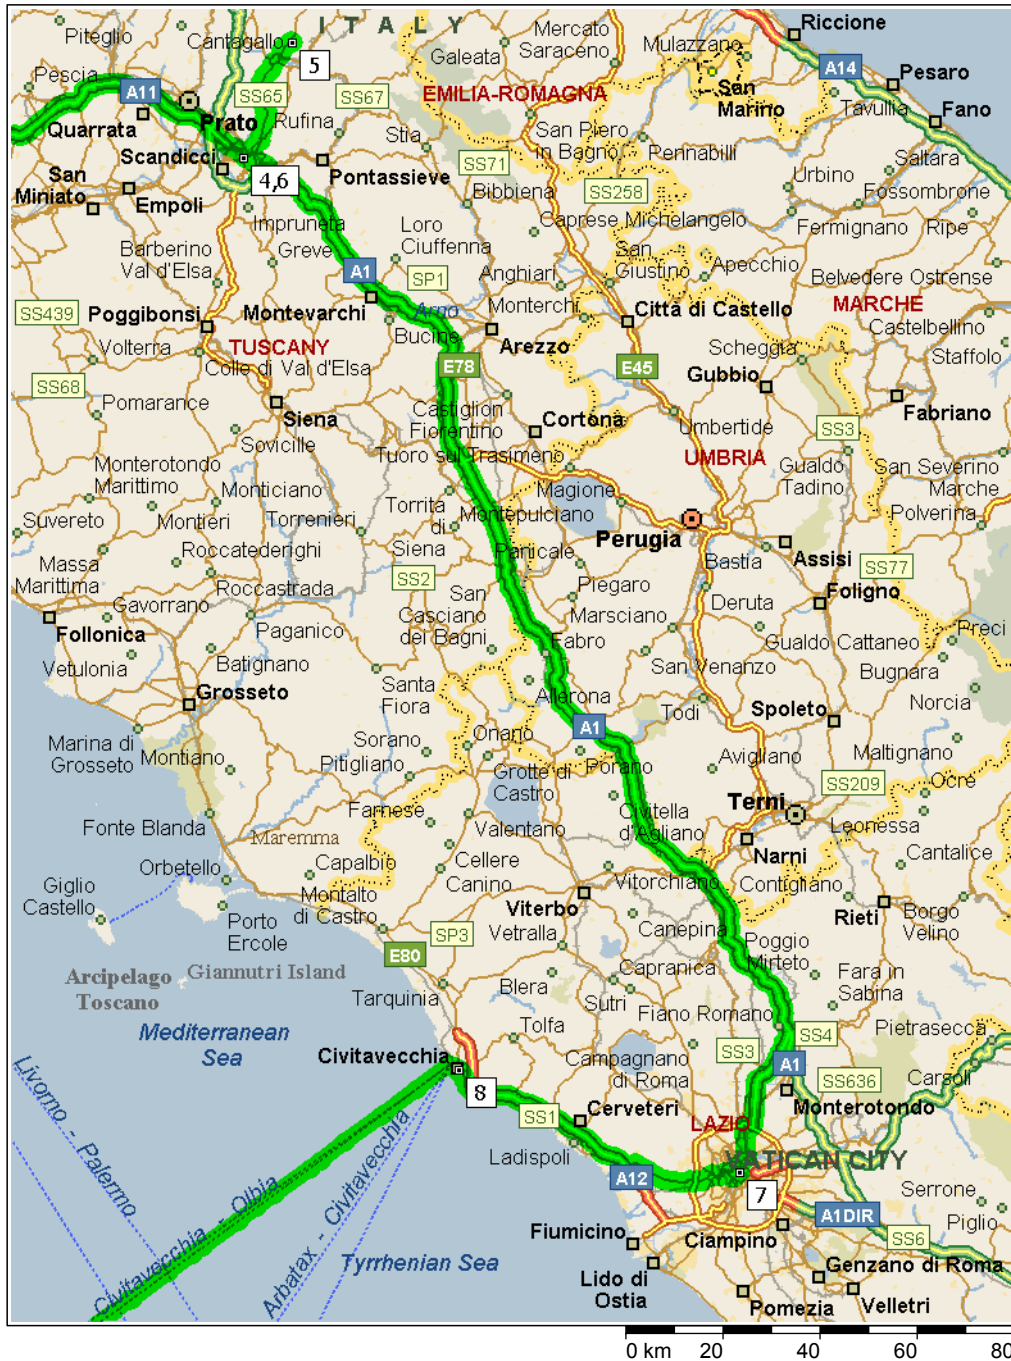 I T A L Y
Riccione
Piteglio
Cantagallo
Galeata
Mercato
Saraceno
Mulazzano
5
A14
Pesaro
Pescia
A11
SS65
SS67
EMILIA-ROMAGNA
San
Marino
Tavullia
Fano
Quarrata
Prato
Rufina
Stia
San Piero
in Bagno
Pennabilli
Saltara
Scandicci
SS71
San
Miniato
Empoli
4,6
Pontassieve
Bibbiena
SS258
Urbino
Fossombrone
Impruneta
Greve
Loro
Ciuffenna
Caprese Michelangelo
Fermignano
Ripe
Barberino
Val d'Elsa
A1
SP1
Anghiari
San
Giustino
Apecchio
Belvedere Ostrense
SS439
Poggibonsi
Montevarchi
Arno
Monterchi
Città di Castello
MARCHE
Castelbellino
Volterra
TUSCANY
Bucine
Arezzo
Scheggia
Staffolo
SS68
Colle di Val d'Elsa
E78
E45
Gubbio
Pomarance
Siena
Castiglion
Fiorentino
Cortona
Umbertide
SS3
Fabriano
Sovicille
Tuoro sul Trasimeno
UMBRIA
Gualdo
Tadino
San Severino
Marche
Monterotondo
Marittimo
Monticiano
Torrita
di
Siena
Magione
Suvereto
Montieri
Torrenieri
Montepulciano
Perugia
Polverina
Roccatederighi
Panicale
Bastia
Assisi
SS77
Massa
Marittima
Roccastrada
SS2
Piegaro
Deruta
Foligno
Gavorrano
San
Casciano
dei Bagni
Marsciano
Follonica
Paganico
Fabro
Gualdo Cattaneo
Preci
Vetulonia
Batignano
San Venanzo
Bugnara
Grosseto
Santa
Fiora
Allerona
Todi
Spoleto
Norcia
Marina di
Grosseto
Montiano
Sorano
Onano
A1
Avigliano
Maltignano
Pitigliano
Grotte di
Castro
Porano
Terni
SS209
Ocre
Farnese
Civitella
d'Agliano
Fonte Blanda
Maremma
Valentano
Narni
Leonessa
Orbetello
Capalbio
Cellere
Canino
Vitorchiano
Contigliano
Cantalice
Giglio
Castello
Montalto
di Castro
Viterbo
Rieti
Borgo
Velino
Porto
Ercole
SP3
Vetralla
Canepina
Poggio
Mirteto
E80
Arcipelago
Toscano
Giannutri Island
Tarquinia
Blera
Capranica
Fara in
Sabina
Sutri
Fiano Romano
Mediterranean
Sea
Tolfa
SS4
Pietrasecca
Civitavecchia
Campagnano
di Roma
SS3
A1
Carsoli
SS636
8
SS1
Cerveteri
Monterotondo
LAZIO
Livorno - Palermo
Ladispoli
VATICAN CITY
A12
7
Civitavecchia - Olbia
Arbatax - Civitavecchia
A1DIR
Serrone
Fiumicino
Ciampino
SS6
Piglio
Tyrrhenian Sea
Lido di
Ostia
Genzano di Roma
Pomezia
Velletri
0 km 20 40 60 80